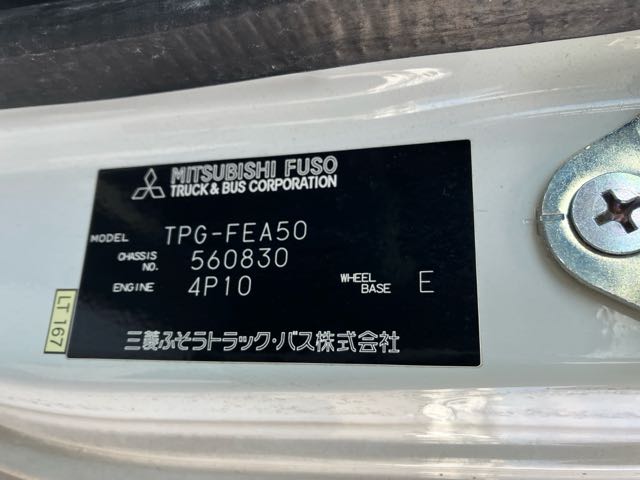 MITSUBISHI FUSO
TRUCK & BUS CORPORATION
MODEL TPG-FEA50
CHASSIS NO. 560830
ENGINE 4P10 WHEEL BASE E
三菱ふそうトラック・バス株式会社
LT 167